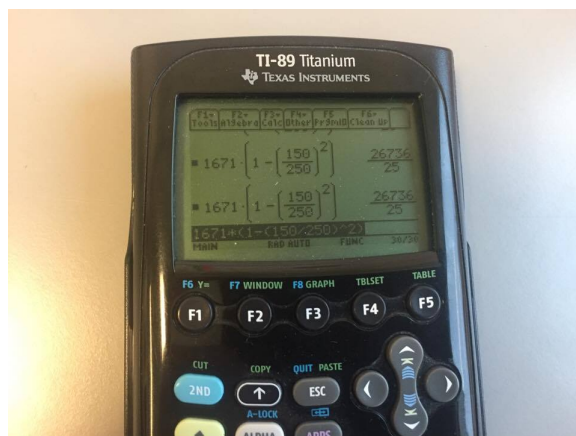 TI-89 Titanium
TEXAS INSTRUMENTS
F1 F2 F3 F4 F5 F6
Tools Algebra Calc Other PrgmIO Clean Up
1671·(1-(150/250)^2) 26736/25
1671·(1-(150/250)^2) 26736/25
1671*(1-(150/250)^2)
MAIN RAD AUTO FUNC 30/30
F6 Y= F7 WINDOW F8 GRAPH TBLSET TABLE
F1 F2 F3 F4 F5
CUT COPY QUIT PASTE
2ND ESC
A-LOCK
ALPHA APPS